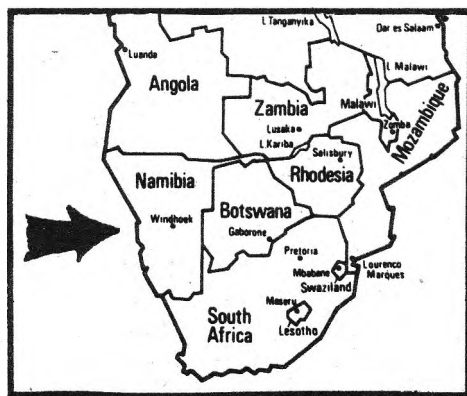 L Tanganyika
Dar es Salaam
Luanda
L Malawi
Angola
Zambia
Malawi
Zomba
Mozambique
Lusaka
L.Kariba
Salisbury
Rhodesia
Namibia
Windhoek
Botswana
Gaborone
Pretoria
Mbabane
Lourenco
Marques
Swaziland
Maseru
South
Africa
Lesotho